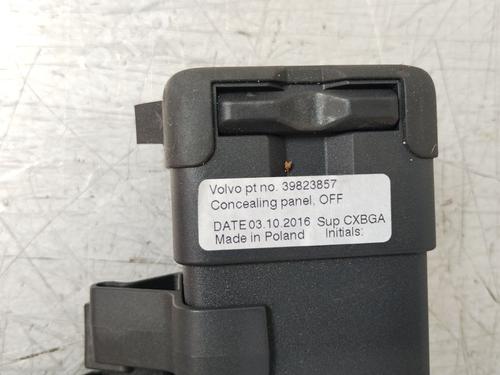 Volvo pt no. 39823857
Concealing panel, OFF
DATE 03.10.2016 Sup CXBGA
Made in Poland Initials: